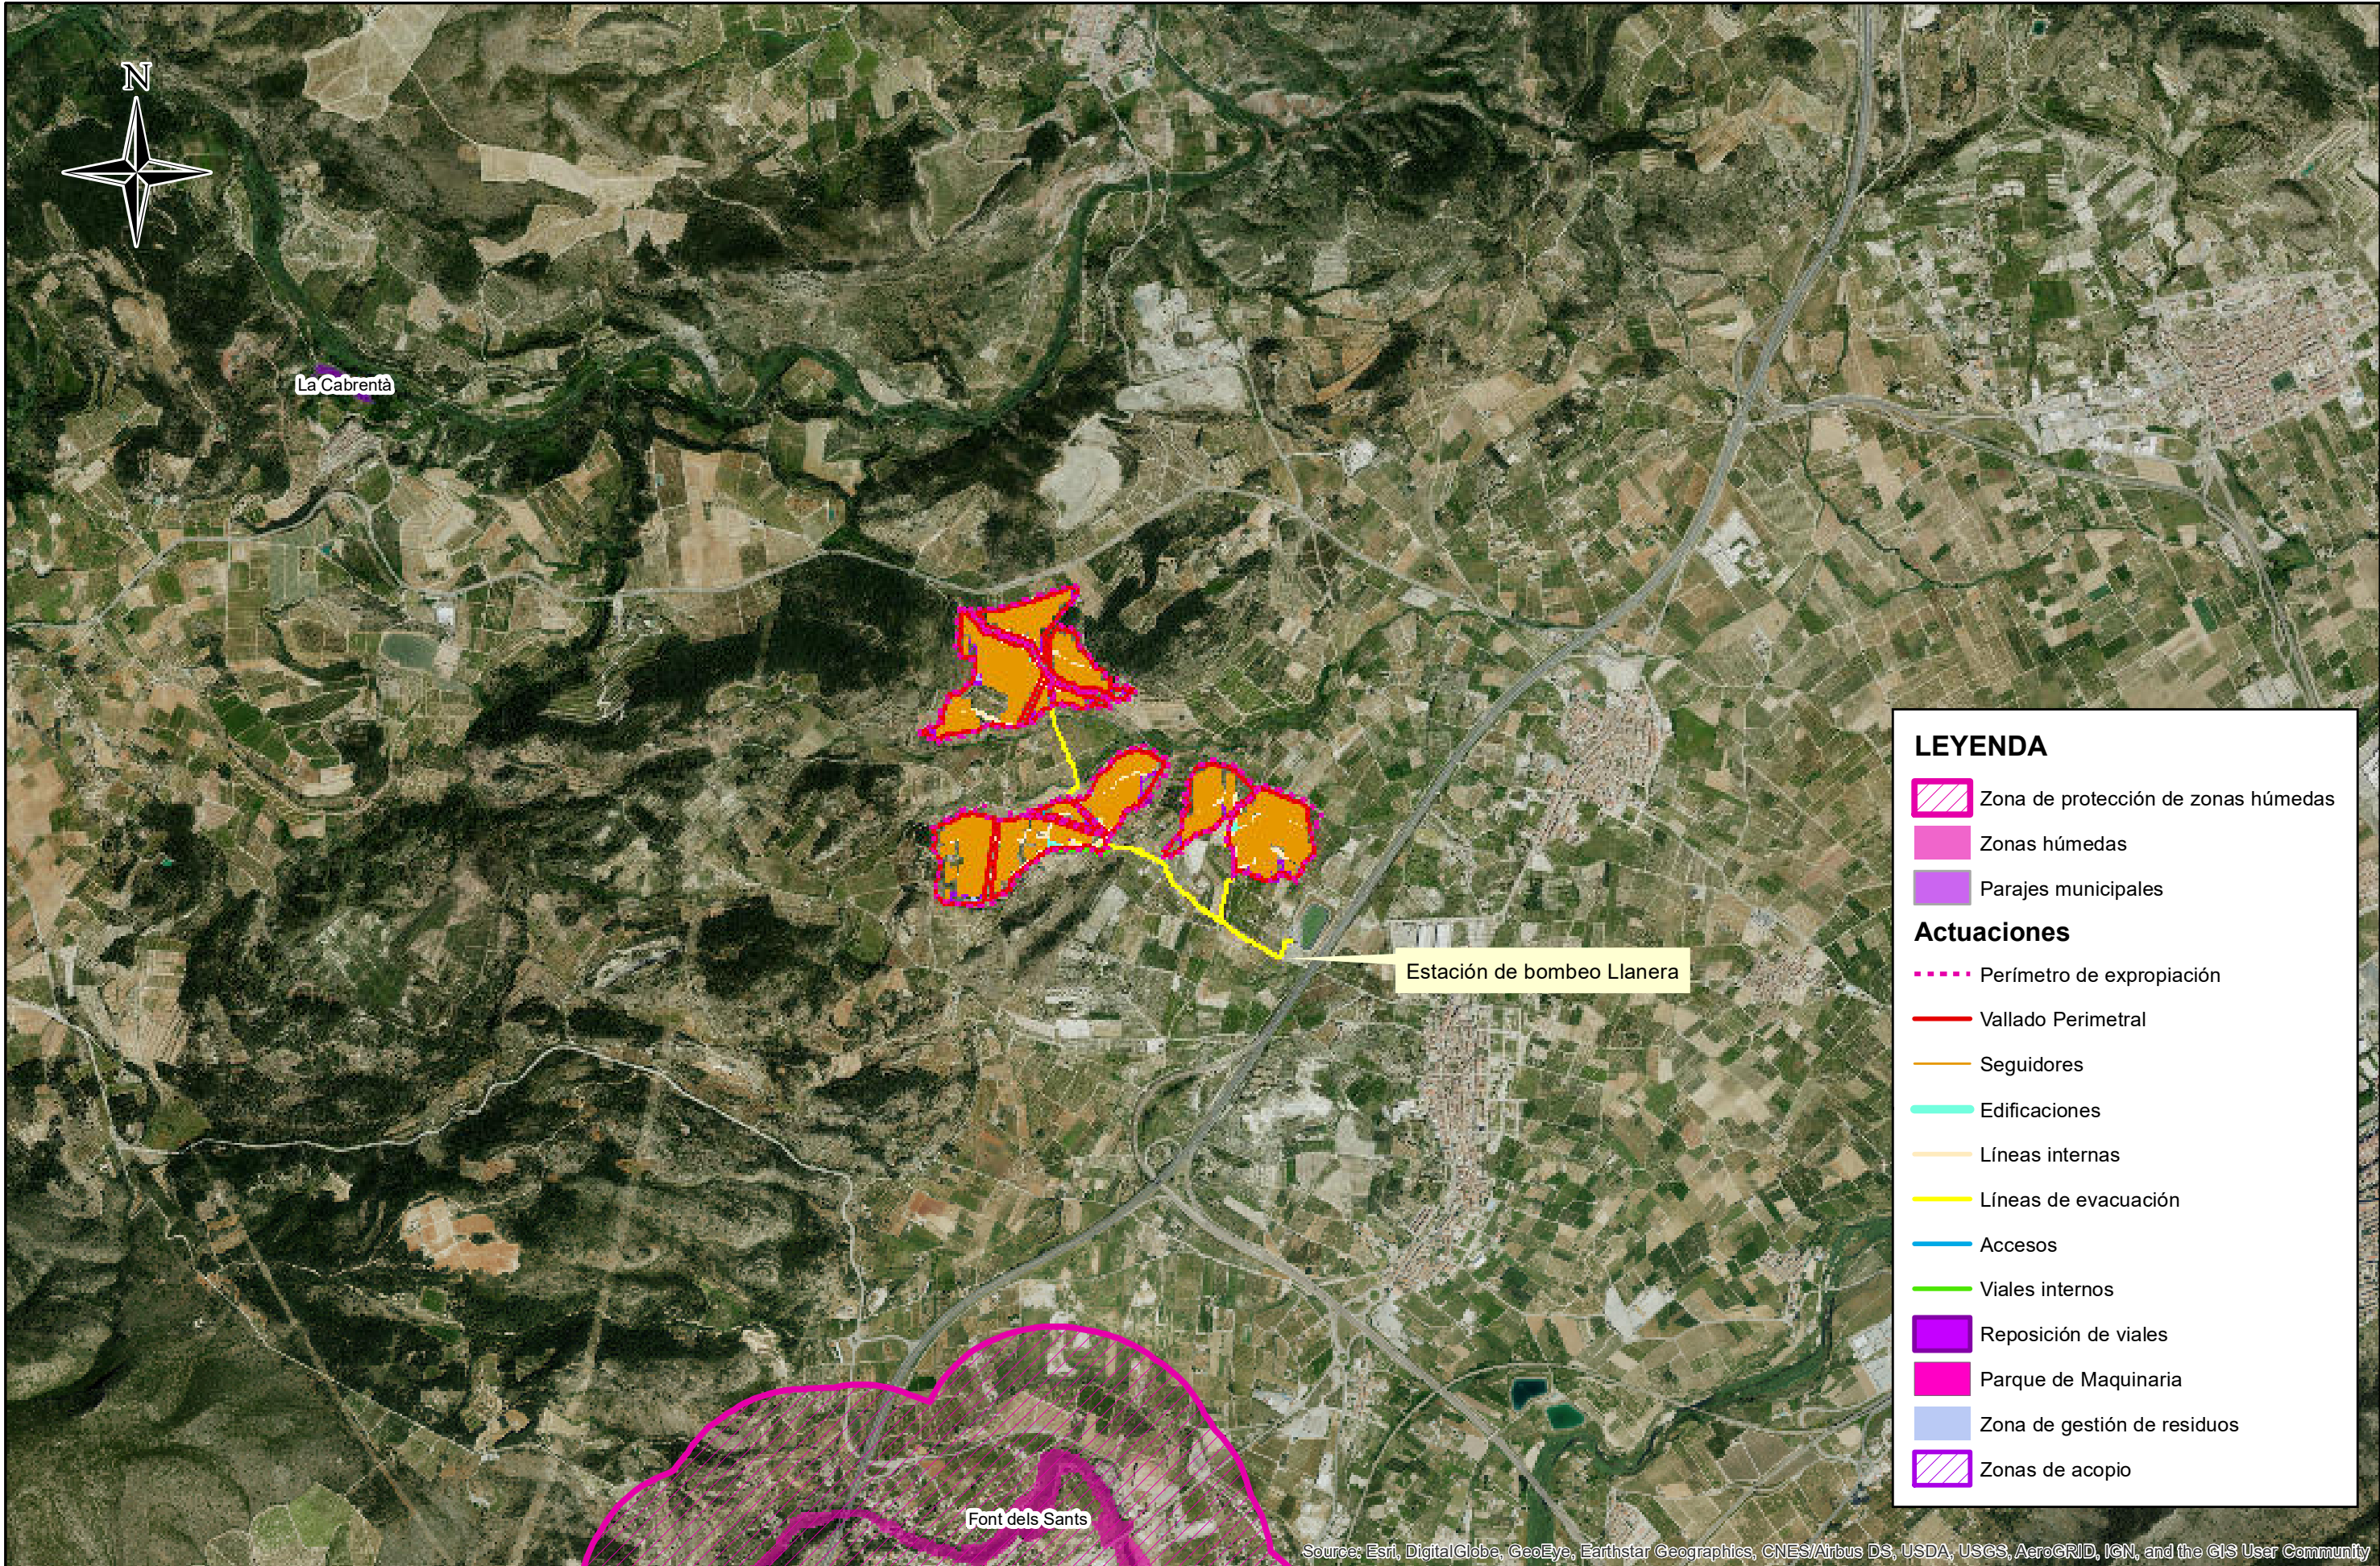 N
La Cabrentà
LEYENDA
Zona de protección de zonas húmedas
Zonas húmedas
Parajes municipales
Actuaciones
Perímetro de expropiación
Vallado Perimetral
Seguidores
Edificaciones
Líneas internas
Líneas de evacuación
Accesos
Viales internos
Reposición de viales
Parque de Maquinaria
Zona de gestión de residuos
Zonas de acopio
Estación de bombeo Llanera
Font dels Sants
Source: Esri, DigitalGlobe, GeoEye, Earthstar Geographics, CNES/Airbus DS, USDA, USGS, AeroGRID, IGN, and the GIS User Community